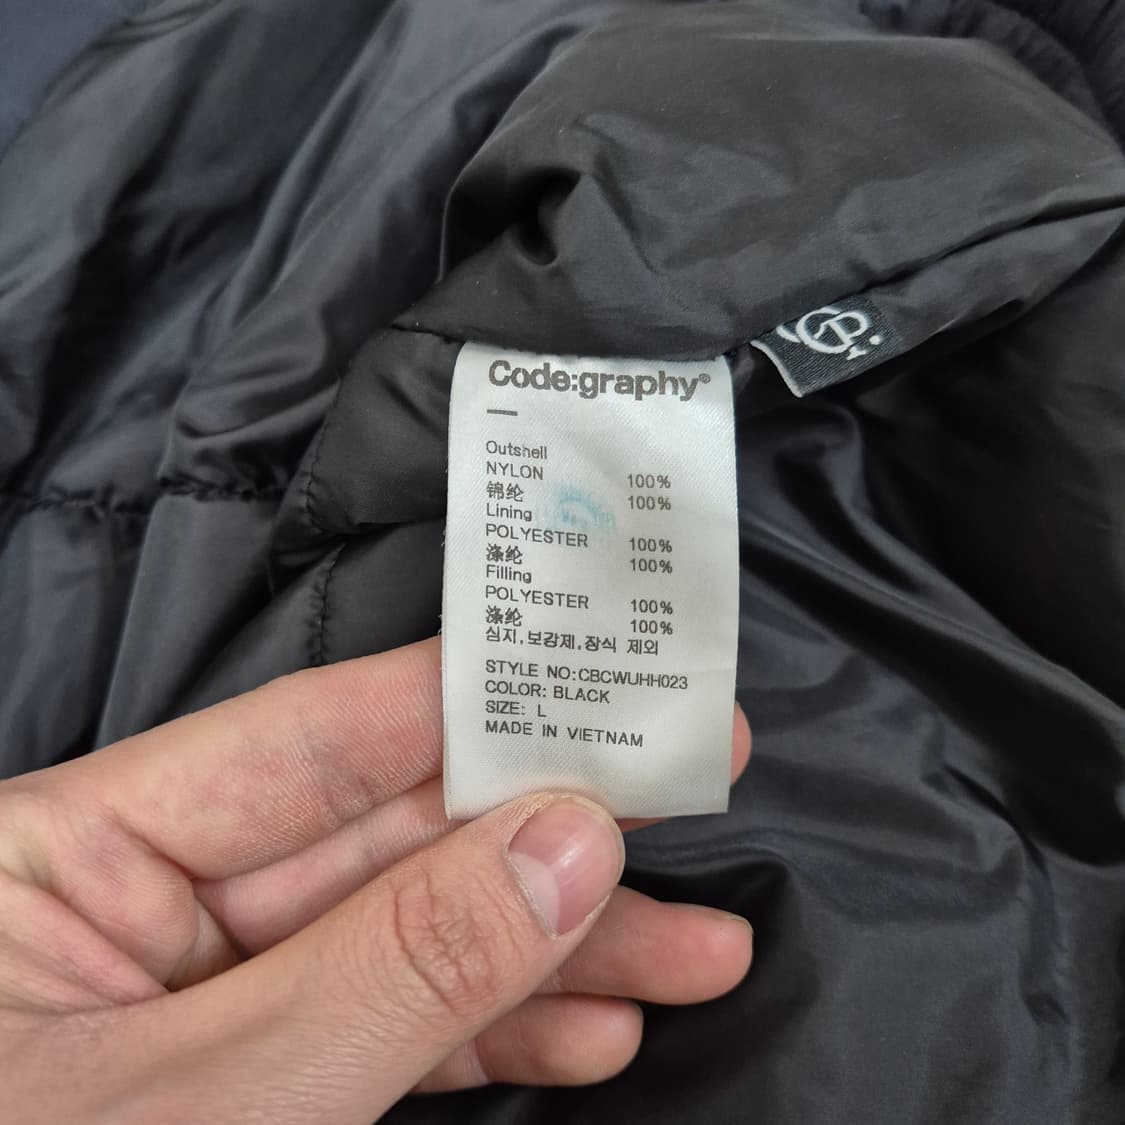 Code:graphy®
—
Outshell
NYLON 100%
锦纶 100%
Lining
POLYESTER 100%
涤纶 100%
Filling
POLYESTER 100%
涤纶 100%
심지,보강제,장식 제외
STYLE NO:CBCWUHH023
COLOR: BLACK
SIZE: L
MADE IN VIETNAM